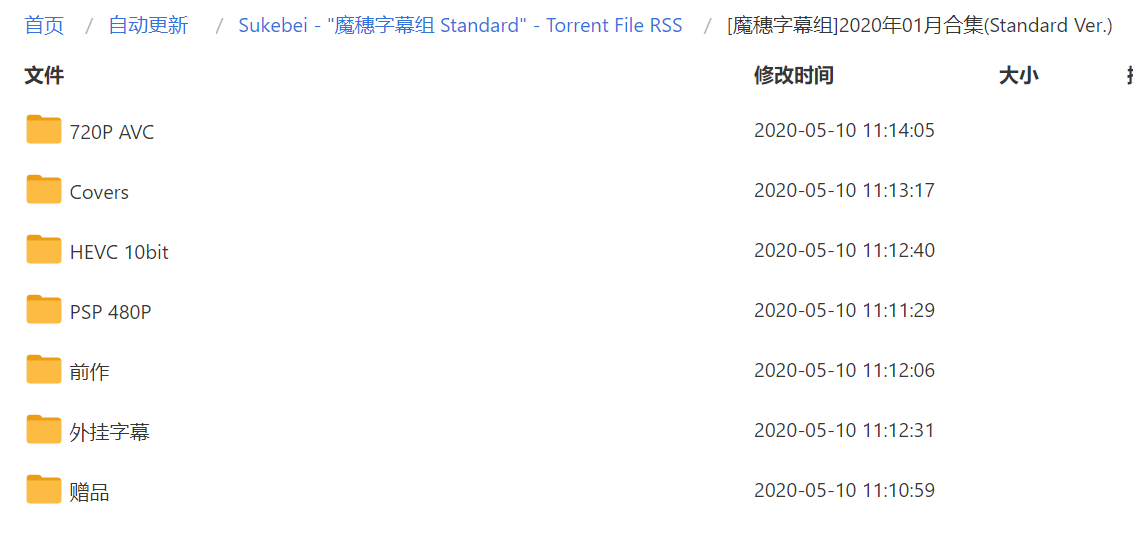 首页 / 自动更新 / Sukebei - "魔穗字幕组 Standard" - Torrent File RSS / [魔穗字幕组]2020年01月合集(Standard Ver.)
文件 修改时间 大小
720P AVC 2020-05-10 11:14:05
Covers 2020-05-10 11:13:17
HEVC 10bit 2020-05-10 11:12:40
PSP 480P 2020-05-10 11:11:29
前作 2020-05-10 11:12:06
外挂字幕 2020-05-10 11:12:31
赠品 2020-05-10 11:10:59